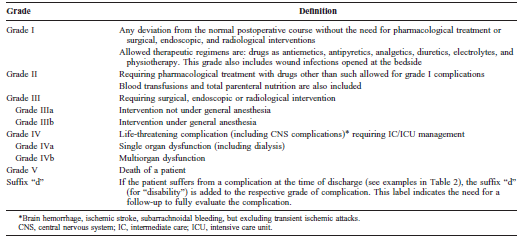 Grade Definition
Grade I Any deviation from the normal postoperative course without the need for pharmacological treatment or
surgical, endoscopic, and radiological interventions
Allowed therapeutic regimens are: drugs as antiemetics, antipyretics, analgetics, diuretics, electrolytes, and
physiotherapy. This grade also includes wound infections opened at the bedside
Grade II Requiring pharmacological treatment with drugs other than such allowed for grade I complications
Blood transfusions and total parenteral nutrition are also included
Grade III Requiring surgical, endoscopic or radiological intervention
Grade IIIa Intervention not under general anesthesia
Grade IIIb Intervention under general anesthesia
Grade IV Life-threatening complication (including CNS complications)* requiring IC/ICU management
Grade IVa Single organ dysfunction (including dialysis)
Grade IVb Multiorgan dysfunction
Grade V Death of a patient
Suffix “d” If the patient suffers from a complication at the time of discharge (see examples in Table 2), the suffix “d”
(for “disability”) is added to the respective grade of complication. This label indicates the need for a
follow-up to fully evaluate the complication.
*Brain hemorrhage, ischemic stroke, subarrachnoidal bleeding, but excluding transient ischemic attacks.
CNS, central nervous system; IC, intermediate care; ICU, intensive care unit.